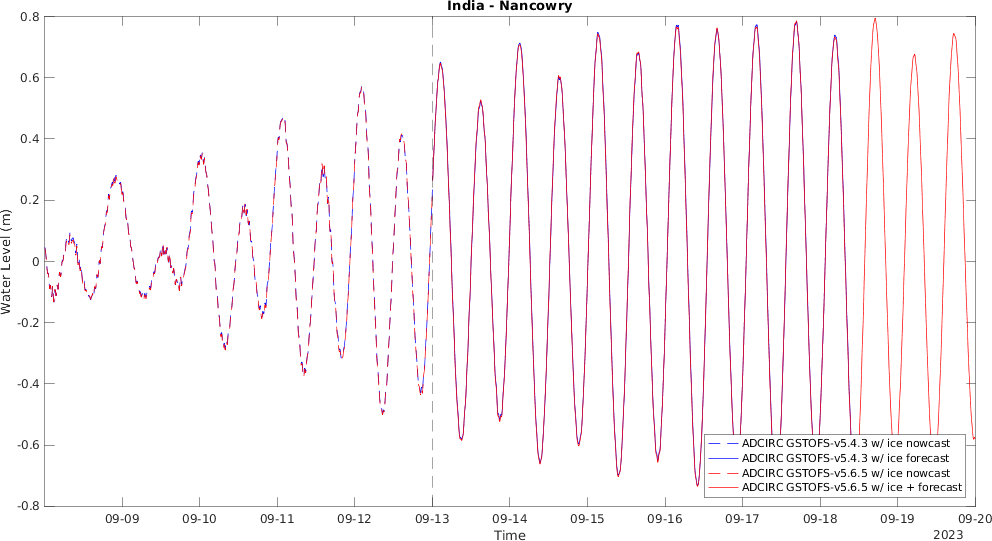 India - Nancowry
0.8
0.6
0.4
0.2
0
-0.2
-0.4
-0.6
-0.8
Water Level (m)
ADCIRC GSTOFS-v5.4.3 w/ ice nowcast
ADCIRC GSTOFS-v5.4.3 w/ ice forecast
ADCIRC GSTOFS-v5.6.5 w/ ice nowcast
ADCIRC GSTOFS-v5.6.5 w/ ice + forecast
09-09 09-10 09-11 09-12 09-13 09-14 09-15 09-16 09-17 09-18 09-19 09-20
Time
2023